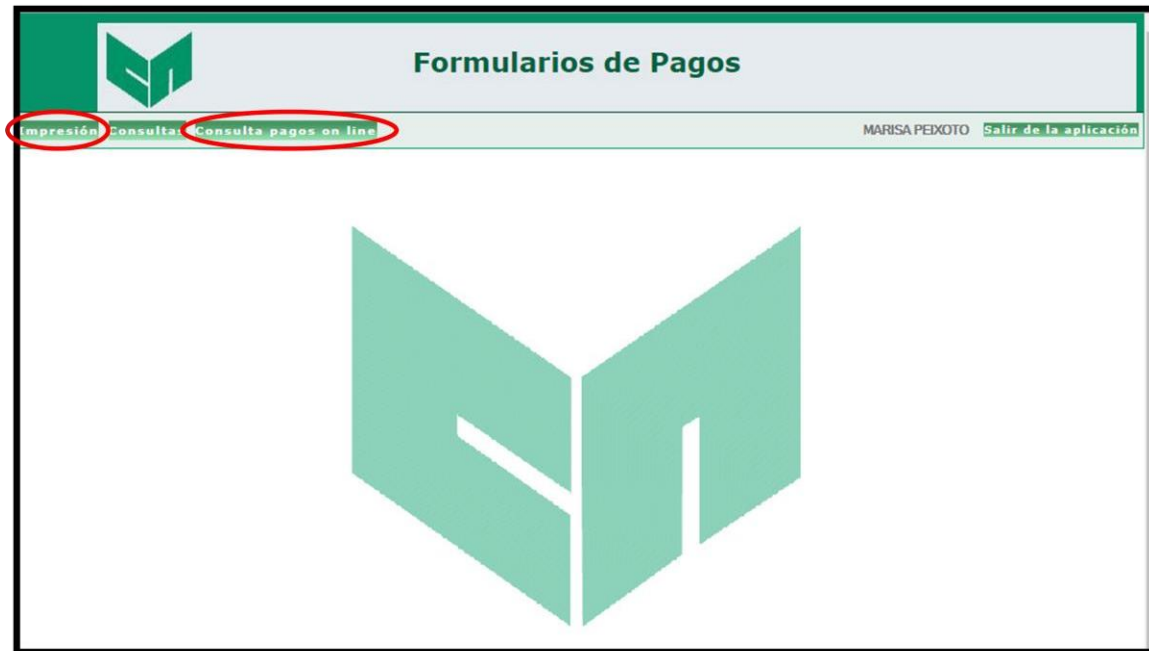 Formularios de Pagos
Impresión Consultas Consulta pagos on line MARISA PEIXOTO Salir de la aplicación